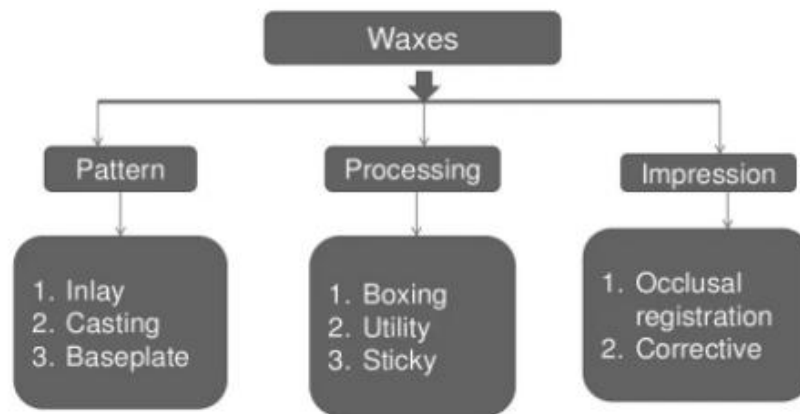 Waxes
Pattern
Processing
Impression
1. Inlay
2. Casting
3. Baseplate
1. Boxing
2. Utility
3. Sticky
1. Occlusal
registration
2. Corrective